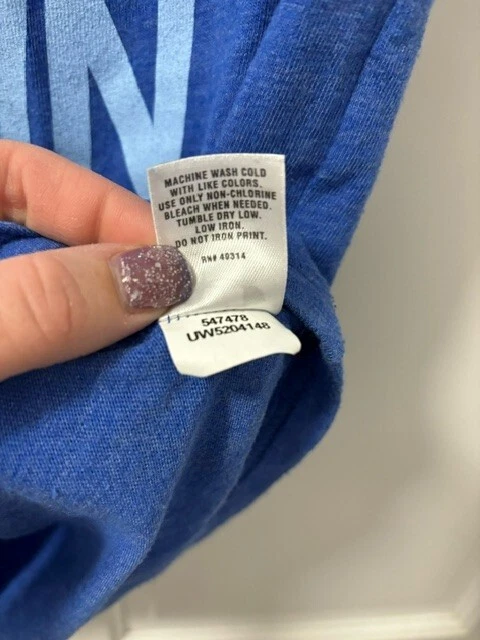 N
MACHINE WASH COLD
WITH LIKE COLORS.
USE ONLY NON-CHLORINE
BLEACH WHEN NEEDED.
TUMBLE DRY LOW.
LOW IRON.
DO NOT IRON PRINT.
RN# 40314
547478
UW5204148